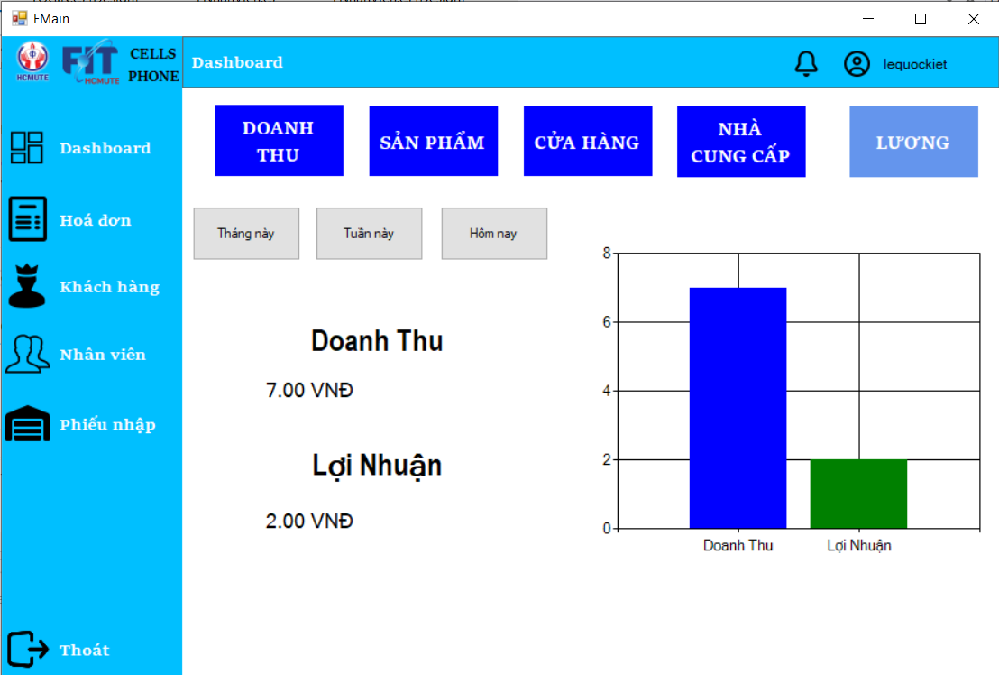 FMain
HCMUTE
FIT
HCMUTE
CELLS
PHONE
Dashboard
lequockiet
Dashboard
Hoá đơn
Khách hàng
Nhân viên
Phiếu nhập
Thoát
DOANH
THU
SẢN PHẨM
CỬA HÀNG
NHÀ
CUNG CẤP
LƯƠNG
Tháng này
Tuần này
Hôm nay
Doanh Thu
7.00 VNĐ
Lợi Nhuận
2.00 VNĐ
8
6
4
2
0
Doanh Thu
Lợi Nhuận